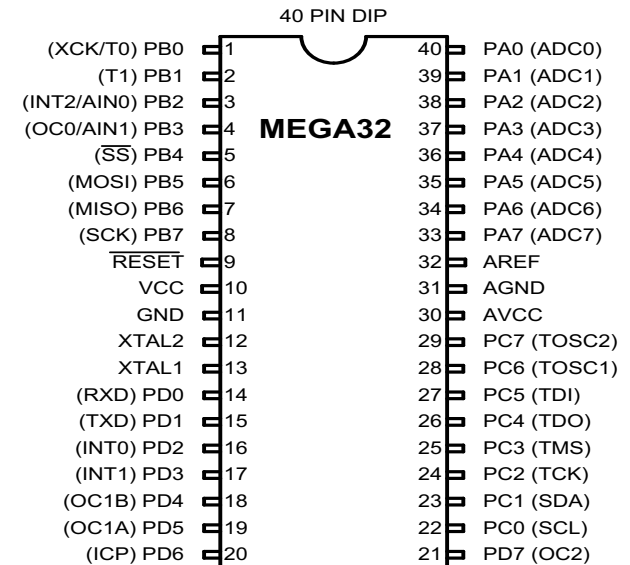 40 PIN DIP
(XCK/T0) PB0 1 40 PA0 (ADC0)
(T1) PB1 2 39 PA1 (ADC1)
(INT2/AIN0) PB2 3 38 PA2 (ADC2)
(OC0/AIN1) PB3 4 MEGA32 37 PA3 (ADC3)
(SS) PB4 5 36 PA4 (ADC4)
(MOSI) PB5 6 35 PA5 (ADC5)
(MISO) PB6 7 34 PA6 (ADC6)
(SCK) PB7 8 33 PA7 (ADC7)
RESET 9 32 AREF
VCC 10 31 AGND
GND 11 30 AVCC
XTAL2 12 29 PC7 (TOSC2)
XTAL1 13 28 PC6 (TOSC1)
(RXD) PD0 14 27 PC5 (TDI)
(TXD) PD1 15 26 PC4 (TDO)
(INT0) PD2 16 25 PC3 (TMS)
(INT1) PD3 17 24 PC2 (TCK)
(OC1B) PD4 18 23 PC1 (SDA)
(OC1A) PD5 19 22 PC0 (SCL)
(ICP) PD6 20 21 PD7 (OC2)